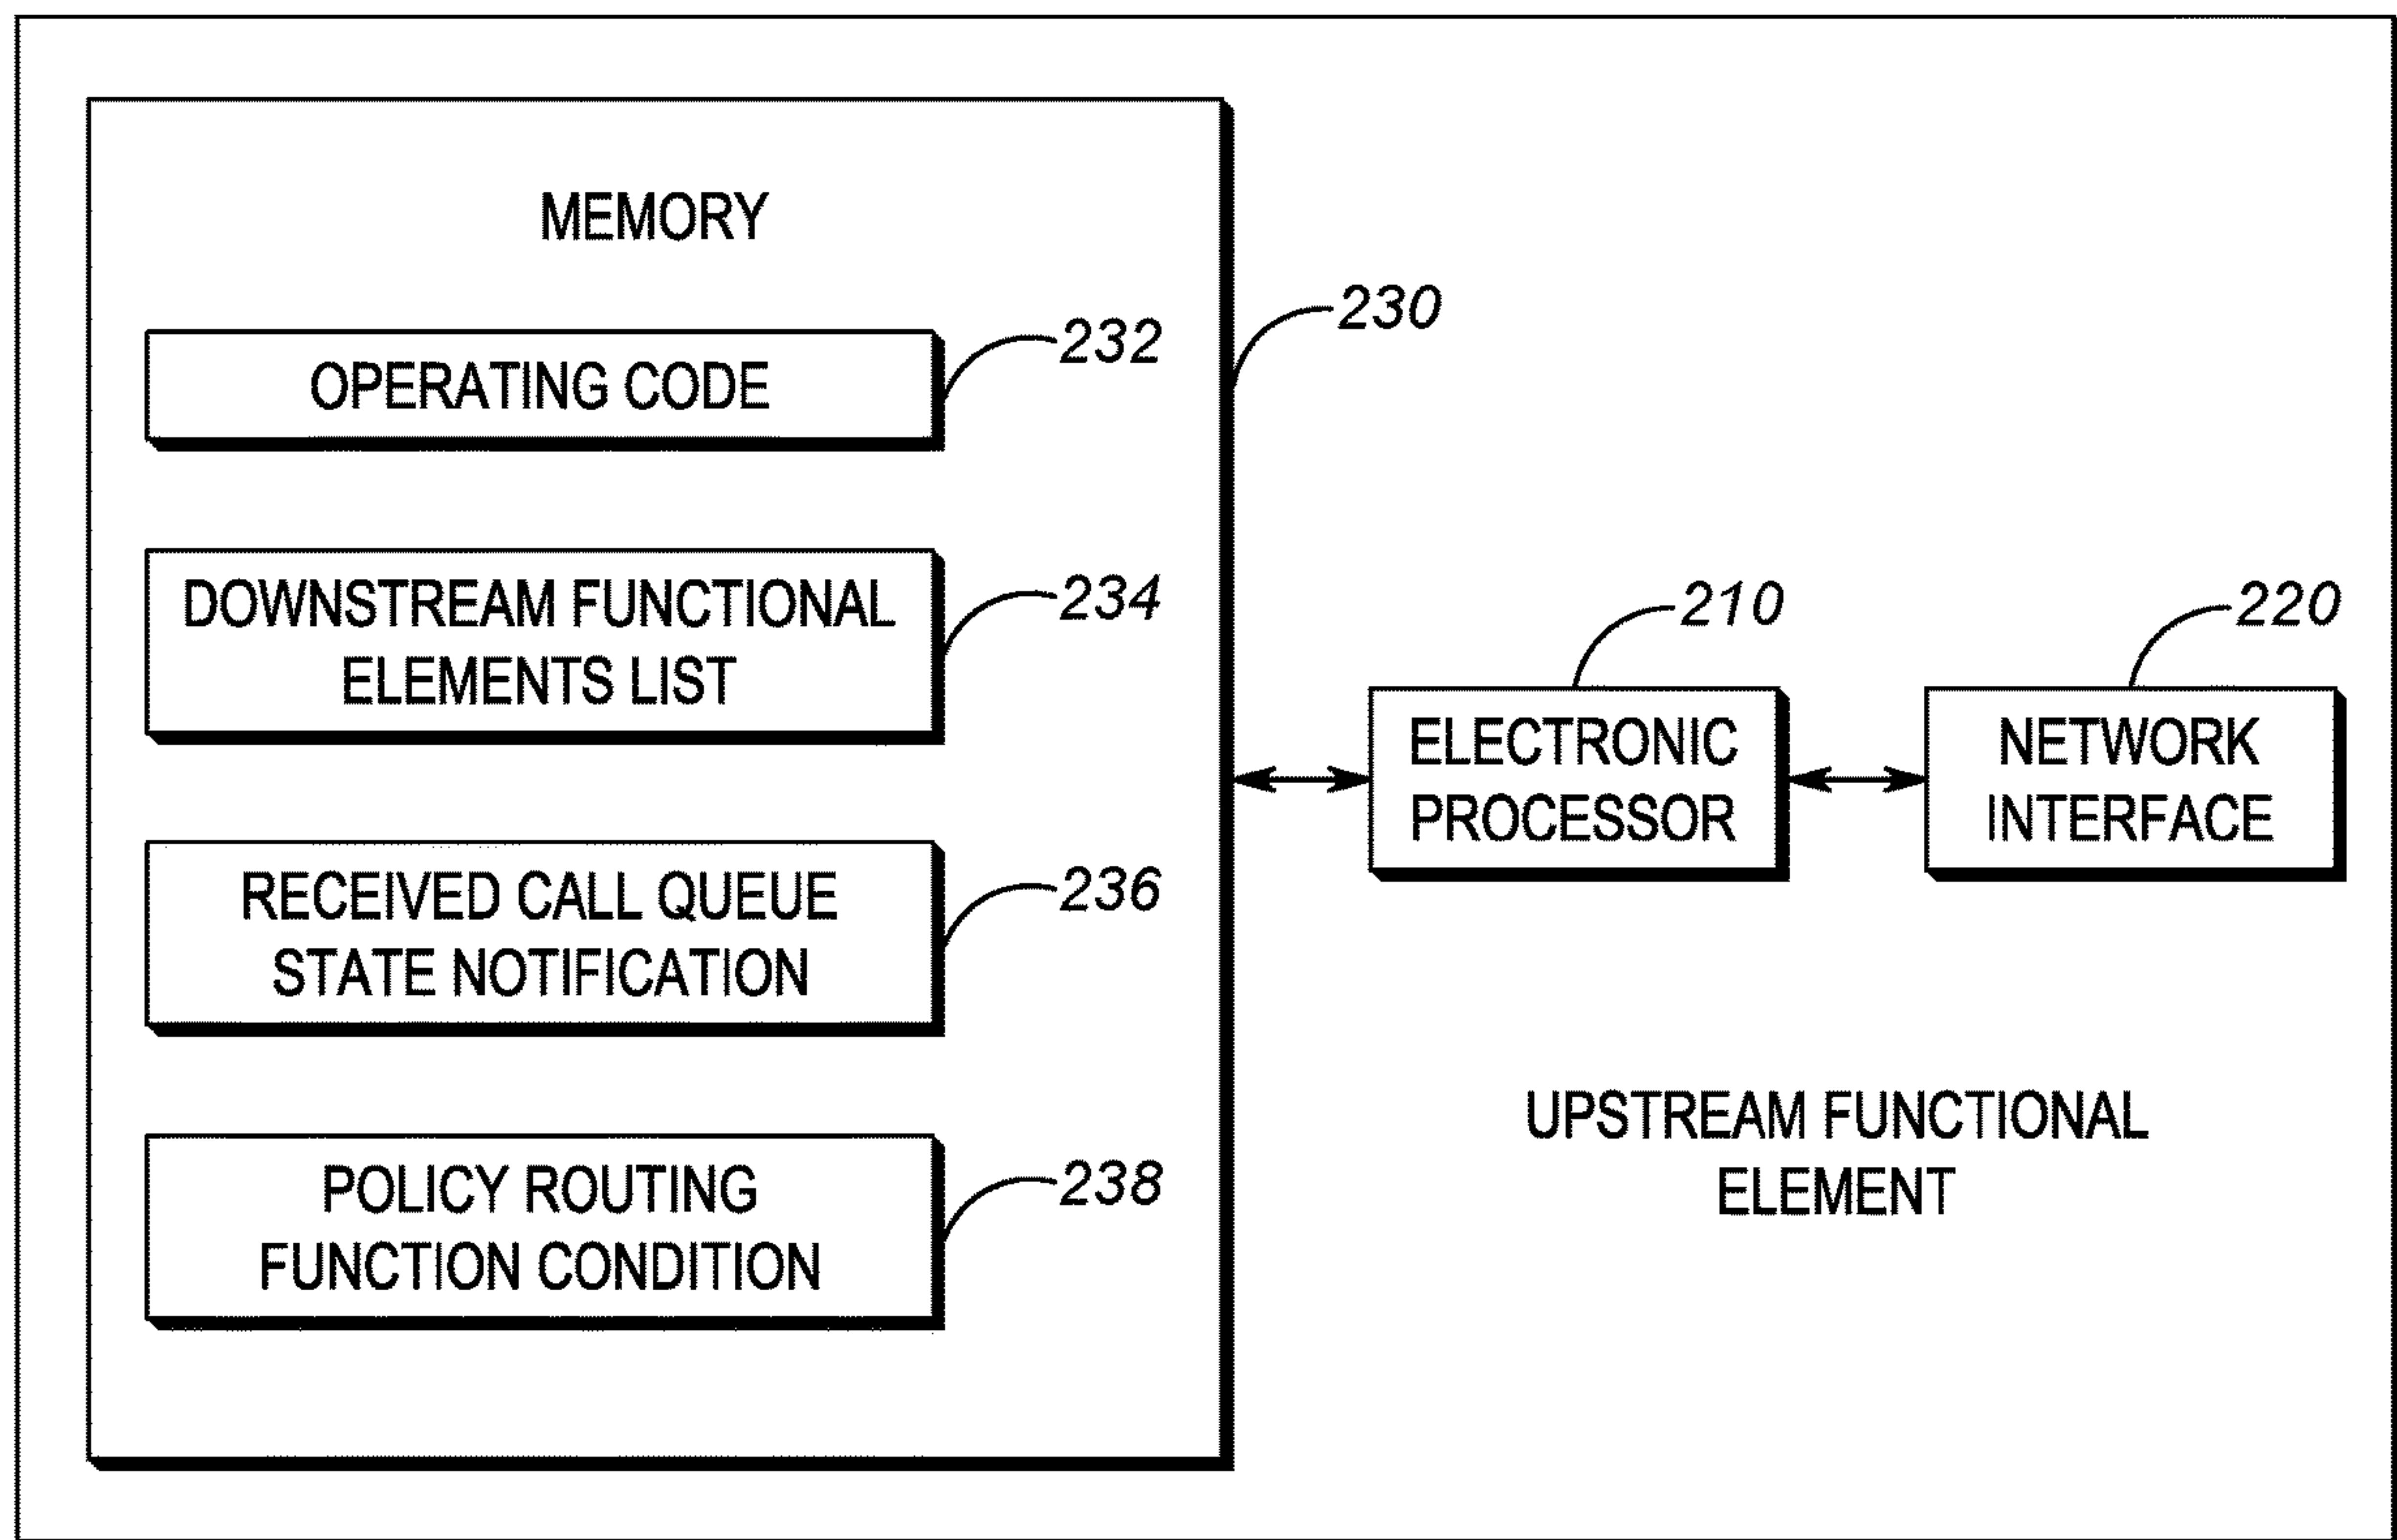 MEMORY
230
OPERATING CODE
232
DOWNSTREAM FUNCTIONAL
ELEMENTS LIST
234
RECEIVED CALL QUEUE
STATE NOTIFICATION
236
POLICY ROUTING
FUNCTION CONDITION
238
210
ELECTRONIC
PROCESSOR
220
NETWORK
INTERFACE
UPSTREAM FUNCTIONAL
ELEMENT